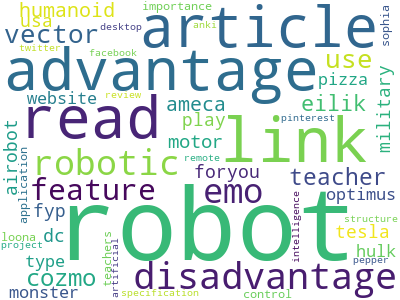 importance
humanoid
usa
article
desktop
sophia
vector
twitter
facebook
anki
advantage
use
review
pizza
website
ameca
pinterest
eilik
military
read
link
play
airobot
motor
robotic
remote
foryou
teacher
application
feature
emo
optimus
intelligence
fyp
robot
structure
dc
tesla
loona
type
hulk
project
cozmo
teachers
artificial
disadvantage
pepper
monster
specification
control